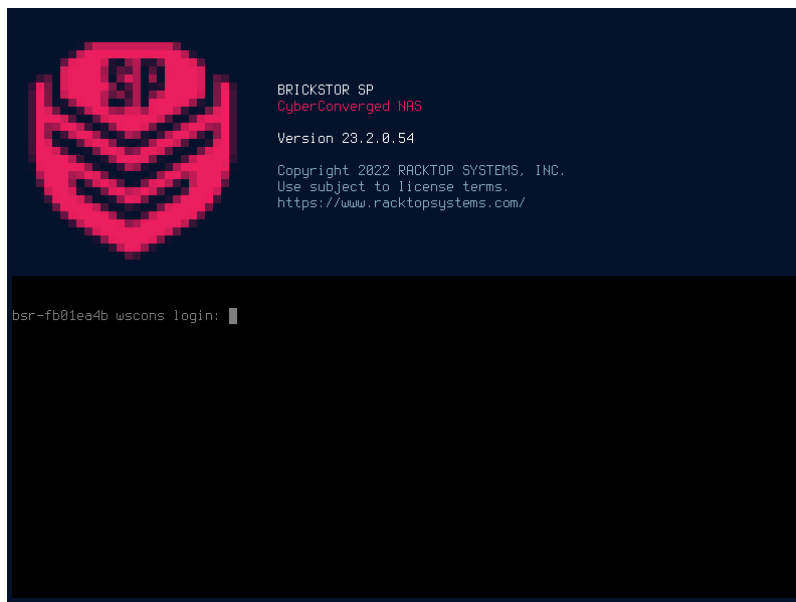 SP
BRICKSTOR SP
CyberConverged NAS
Version 23.2.0.54
Copyright 2022 RACKTOP SYSTEMS, INC.
Use subject to license terms.
https://www.racktopsystems.com/
bsr-fb01ea4b wscons login: